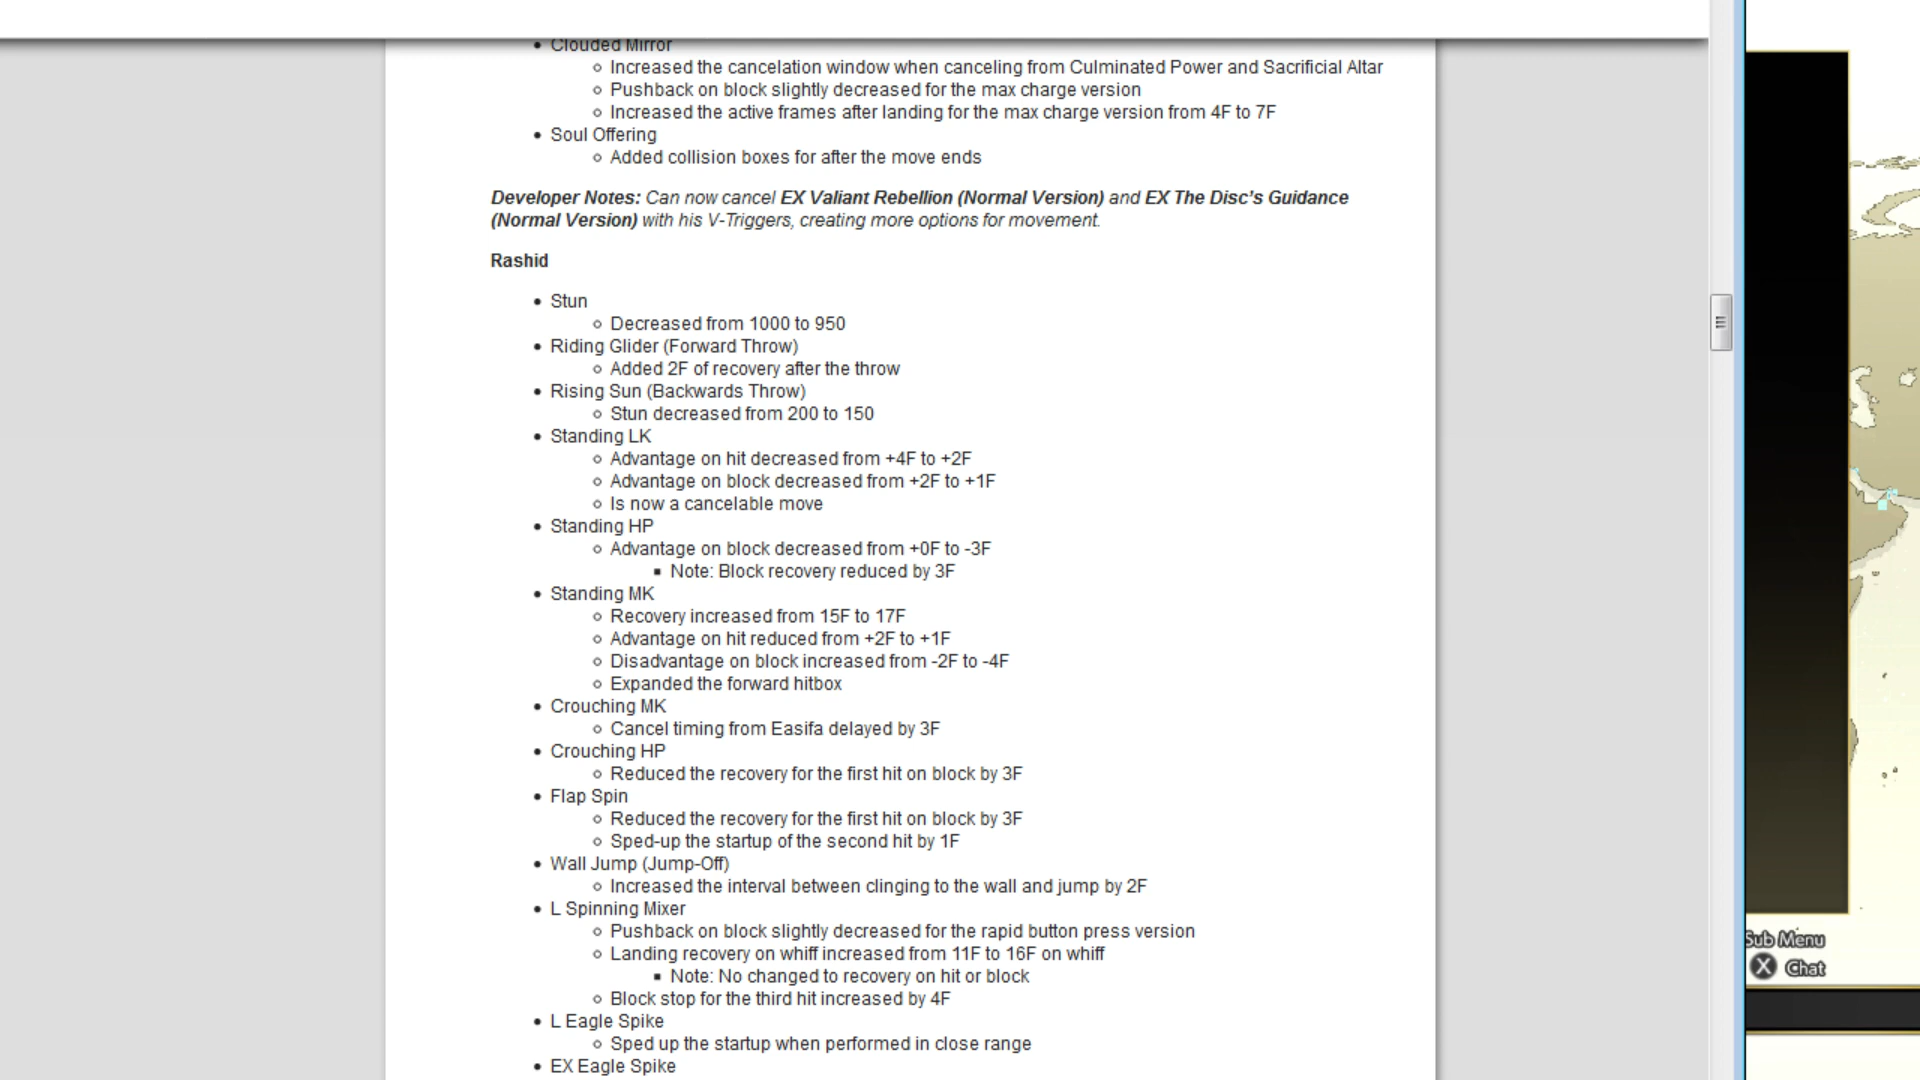 Clouded Mirror
Increased the cancelation window when canceling from Culminated Power and Sacrificial Altar
Pushback on block slightly decreased for the max charge version
Increased the active frames after landing for the max charge version from 4F to 7F
Soul Offering
Added collision boxes for after the move ends
Developer Notes: Can now cancel EX Valiant Rebellion (Normal Version) and EX The Disc's Guidance
(Normal Version) with his V-Triggers, creating more options for movement.
Rashid
Stun
Decreased from 1000 to 950
Riding Glider (Forward Throw)
Added 2F of recovery after the throw
Rising Sun (Backwards Throw)
Stun decreased from 200 to 150
Standing LK
Advantage on hit decreased from +4F to +2F
Advantage on block decreased from +2F to +1F
Is now a cancelable move
Standing HP
Advantage on block decreased from +0F to -3F
Note: Block recovery reduced by 3F
Standing MK
Recovery increased from 15F to 17F
Advantage on hit reduced from +2F to +1F
Disadvantage on block increased from -2F to -4F
Expanded the forward hitbox
Crouching MK
Cancel timing from Easifa delayed by 3F
Crouching HP
Reduced the recovery for the first hit on block by 3F
Flap Spin
Reduced the recovery for the first hit on block by 3F
Sped-up the startup of the second hit by 1F
Wall Jump (Jump-Off)
Increased the interval between clinging to the wall and jump by 2F
L Spinning Mixer
Pushback on block slightly decreased for the rapid button press version
Landing recovery on whiff increased from 11F to 16F on whiff
Note: No changed to recovery on hit or block
Block stop for the third hit increased by 4F
L Eagle Spike
Sped up the startup when performed in close range
EX Eagle Spike
Sub Menu
X Chat